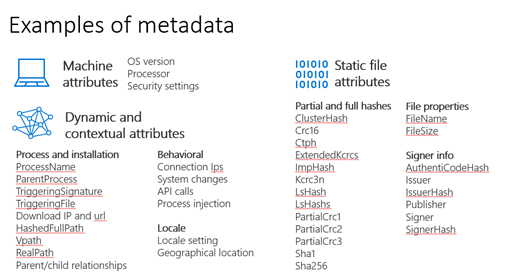 Examples of metadata
Machine attributes
OS version
Processor
Security settings
Dynamic and contextual attributes
Process and installation
ProcessName
ParentProcess
TriggeringSignature
TriggeringFile
Download IP and url
HashedFullPath
Vpath
RealPath
Parent/child relationships
Behavioral
Connection Ips
System changes
API calls
Process injection
Locale
Locale setting
Geographical location
010101
010101
101010
Static file attributes
Partial and full hashes
ClusterHash
Crc16
Ctph
ExtendedKcrcs
ImpHash
Kcrc3n
LsHash
LsHashs
PartialCrc1
PartialCrc2
PartialCrc3
Sha1
Sha256
File properties
FileName
FileSize
Signer info
AuthentiCodeHash
Issuer
IssuerHash
Publisher
Signer
SignerHash